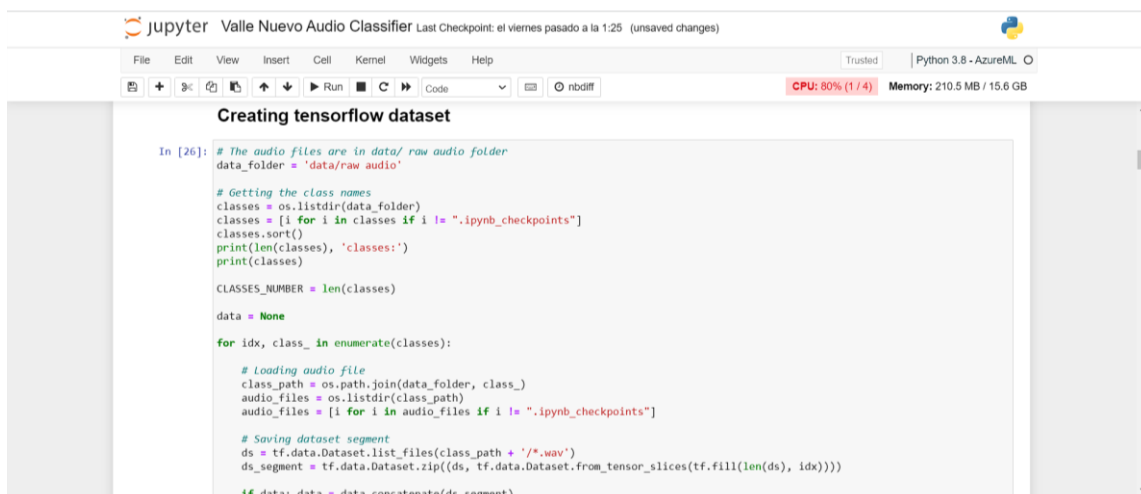 jupyter Valle Nuevo Audio Classifier Last Checkpoint: el viernes pasado a la 1:25 (unsaved changes)
File Edit View Insert Cell Kernel Widgets Help Trusted Python 3.8 - AzureML
Run Code nbdiff CPU: 80% (1 / 4) Memory: 210.5 MB / 15.6 GB
Creating tensorflow dataset
In [26]: # The audio files are in data/ raw audio folder
data_folder = 'data/raw audio'
# Getting the class names
classes = os.listdir(data_folder)
classes = [i for i in classes if i != ".ipynb_checkpoints"]
classes.sort()
print(len(classes), 'classes:')
print(classes)
CLASSES_NUMBER = len(classes)
data = None
for idx, class_ in enumerate(classes):
# Loading audio file
class_path = os.path.join(data_folder, class_)
audio_files = os.listdir(class_path)
audio_files = [i for i in audio_files if i != ".ipynb_checkpoints"]
# Saving dataset segment
ds = tf.data.Dataset.list_files(class_path + '/*.wav')
ds_segment = tf.data.Dataset.zip((ds, tf.data.Dataset.from_tensor_slices(tf.fill(len(ds), idx))))
if data: data = data.concatenate(ds_segment)